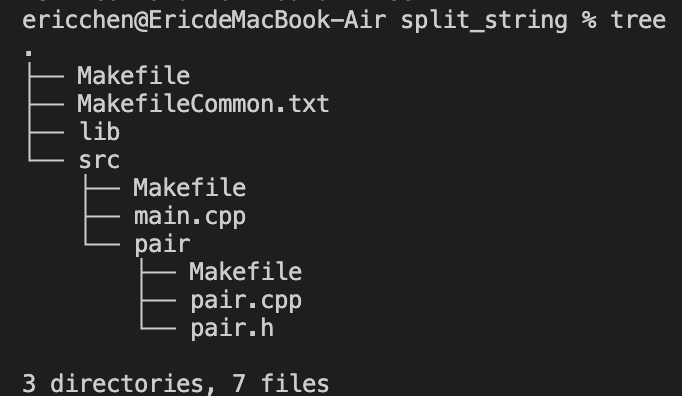 ericchen@EricdeMacBook-Air split_string % tree
.
├── Makefile
├── MakefileCommon.txt
├── lib
└── src
    ├── Makefile
    ├── main.cpp
    └── pair
        ├── Makefile
        ├── pair.cpp
        └── pair.h

3 directories, 7 files